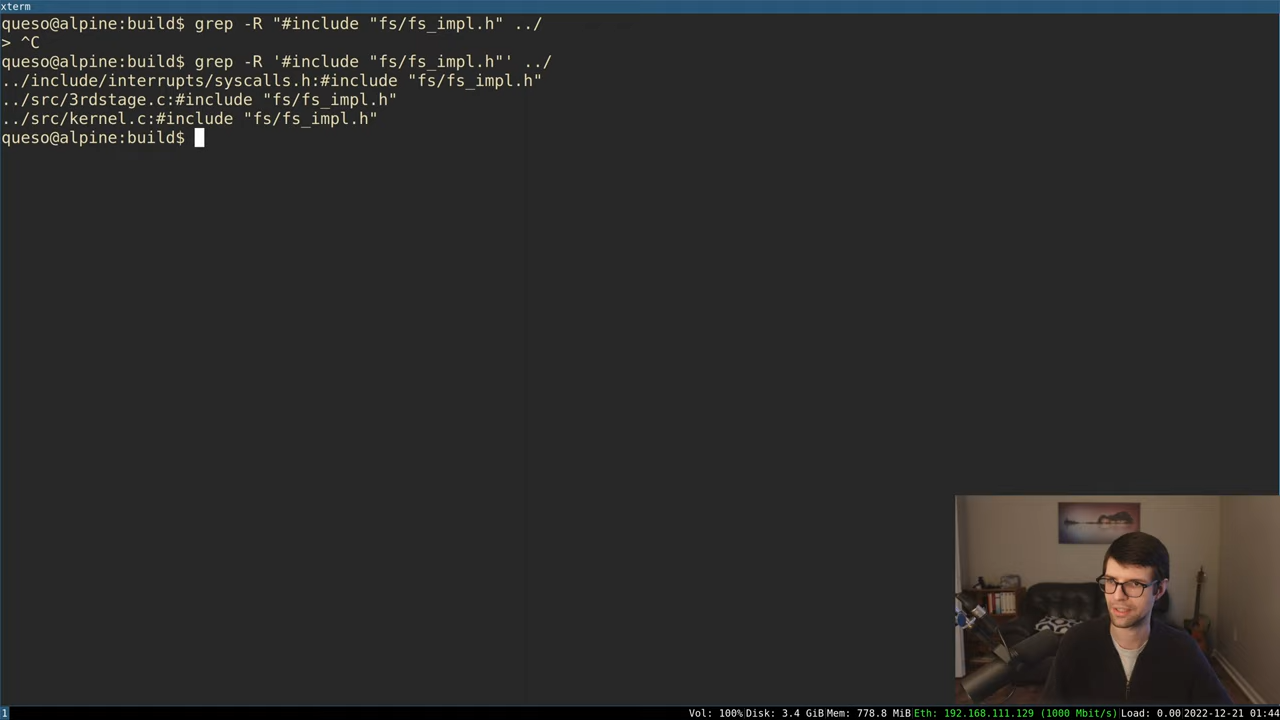 xterm
queso@alpine:build$ grep -R "#include "fs/fs_impl.h" ../
> ^C
queso@alpine:build$ grep -R '#include "fs/fs_impl.h"' ../
../include/interrupts/syscalls.h:#include "fs/fs_impl.h"
../src/3rdstage.c:#include "fs/fs_impl.h"
../src/kernel.c:#include "fs/fs_impl.h"
queso@alpine:build$
1 Vol: 100% Disk: 3.4 GiB Mem: 778.8 MiB Eth: 192.168.111.129 (1000 Mbit/s) Load: 0.00 2022-12-21 01:44